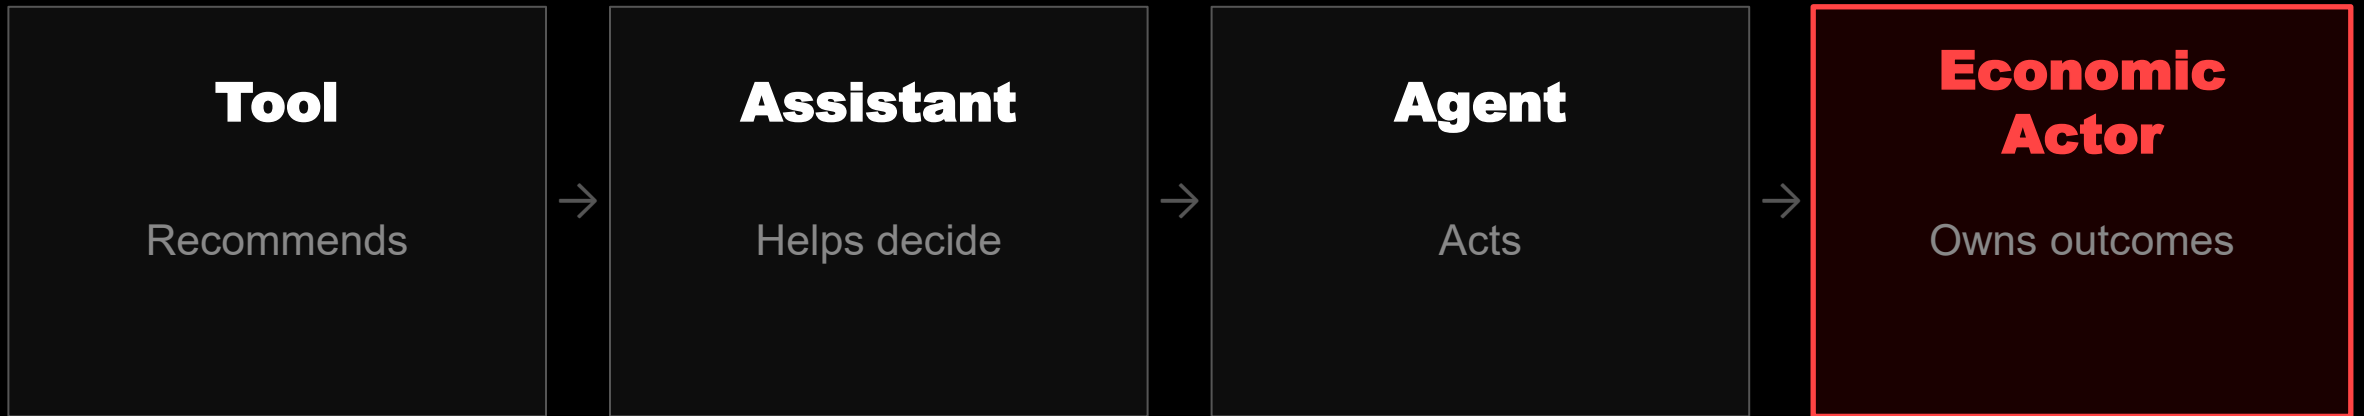 Tool
Recommends
→
Assistant
Helps decide
→
Agent
Acts
→
Economic
Actor
Owns outcomes